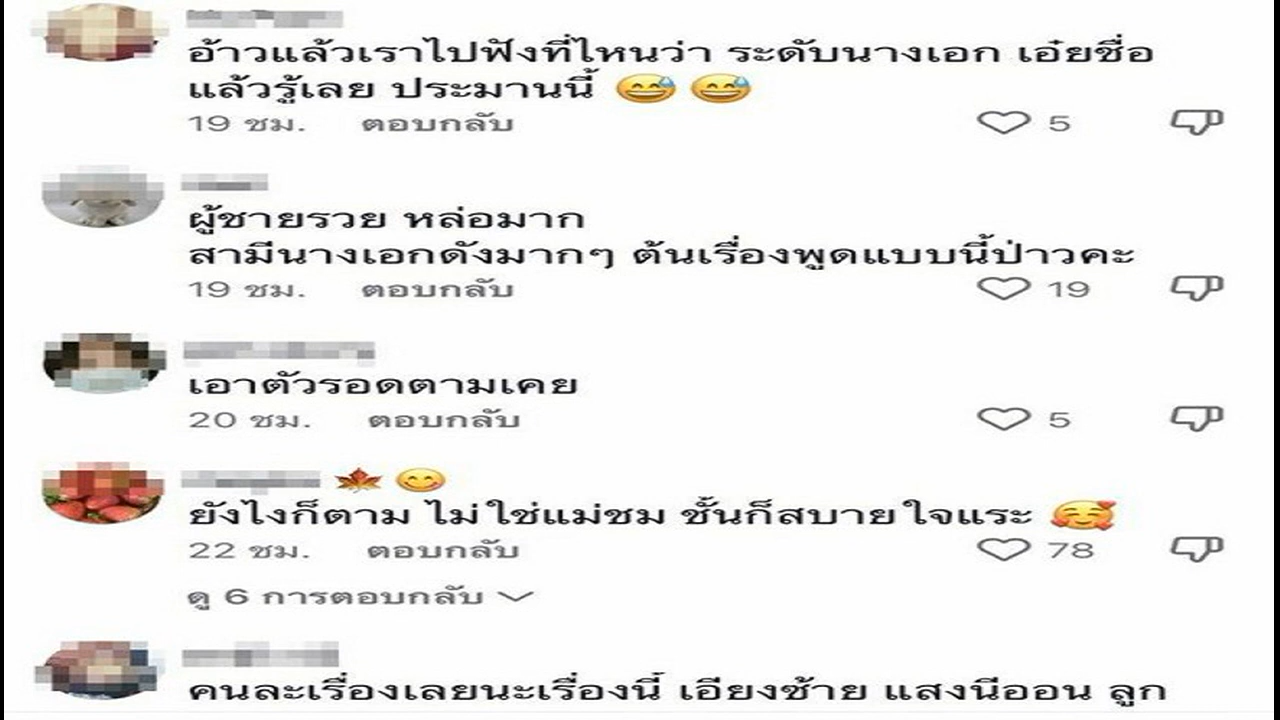 อ้าวแล้วเราไปฟังที่ไหนว่า ระดับนางเอก เอ๋ยชื่อ
แล้วรู้เลย ประมานนี้ 😅 😅
19 ชม. ตอบกลับ 5
ผู้ชายรวย หล่อมาก
สามีนางเอกดังมากๆ ต้นเรื่องพูดแบบนี้ป่าวคะ
19 ชม. ตอบกลับ 19
เอาตัวรอดตามเคย
20 ชม. ตอบกลับ 5
🍁 😋
ยังไงก็ตาม ไม่ใช่แม่ชม ชั้นก็สบายใจแระ 🥰
22 ชม. ตอบกลับ 78
ดู 6 การตอบกลับ
คนละเรื่องเลยนะเรื่องนี้ เอียงซ้าย แสงนีออน ลูก